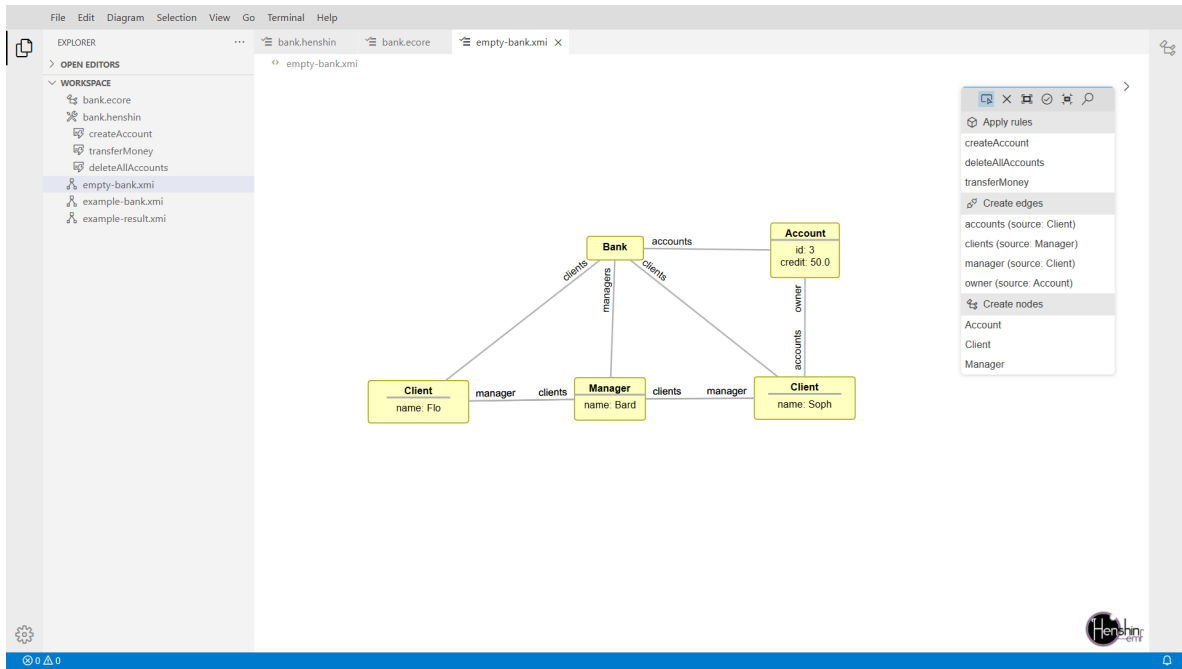 File Edit Diagram Selection View Go Terminal Help
EXPLORER
bank.henshin
bank.ecore
empty-bank.xmi
empty-bank.xmi
OPEN EDITORS
WORKSPACE
bank.ecore
bank.henshin
createAccount
transferMoney
deleteAllAccounts
empty-bank.xmi
example-bank.xmi
example-result.xmi
Bank
accounts
Account
id: 3
credit: 50.0
clients
managers
clients
owner
accounts
Client
name: Flo
manager
clients
Manager
name: Bard
clients
manager
Client
name: Soph
Apply rules
createAccount
deleteAllAccounts
transferMoney
Create edges
accounts (source: Client)
clients (source: Manager)
manager (source: Client)
owner (source: Account)
Create nodes
Account
Client
Manager
Henshin
emf
0 0